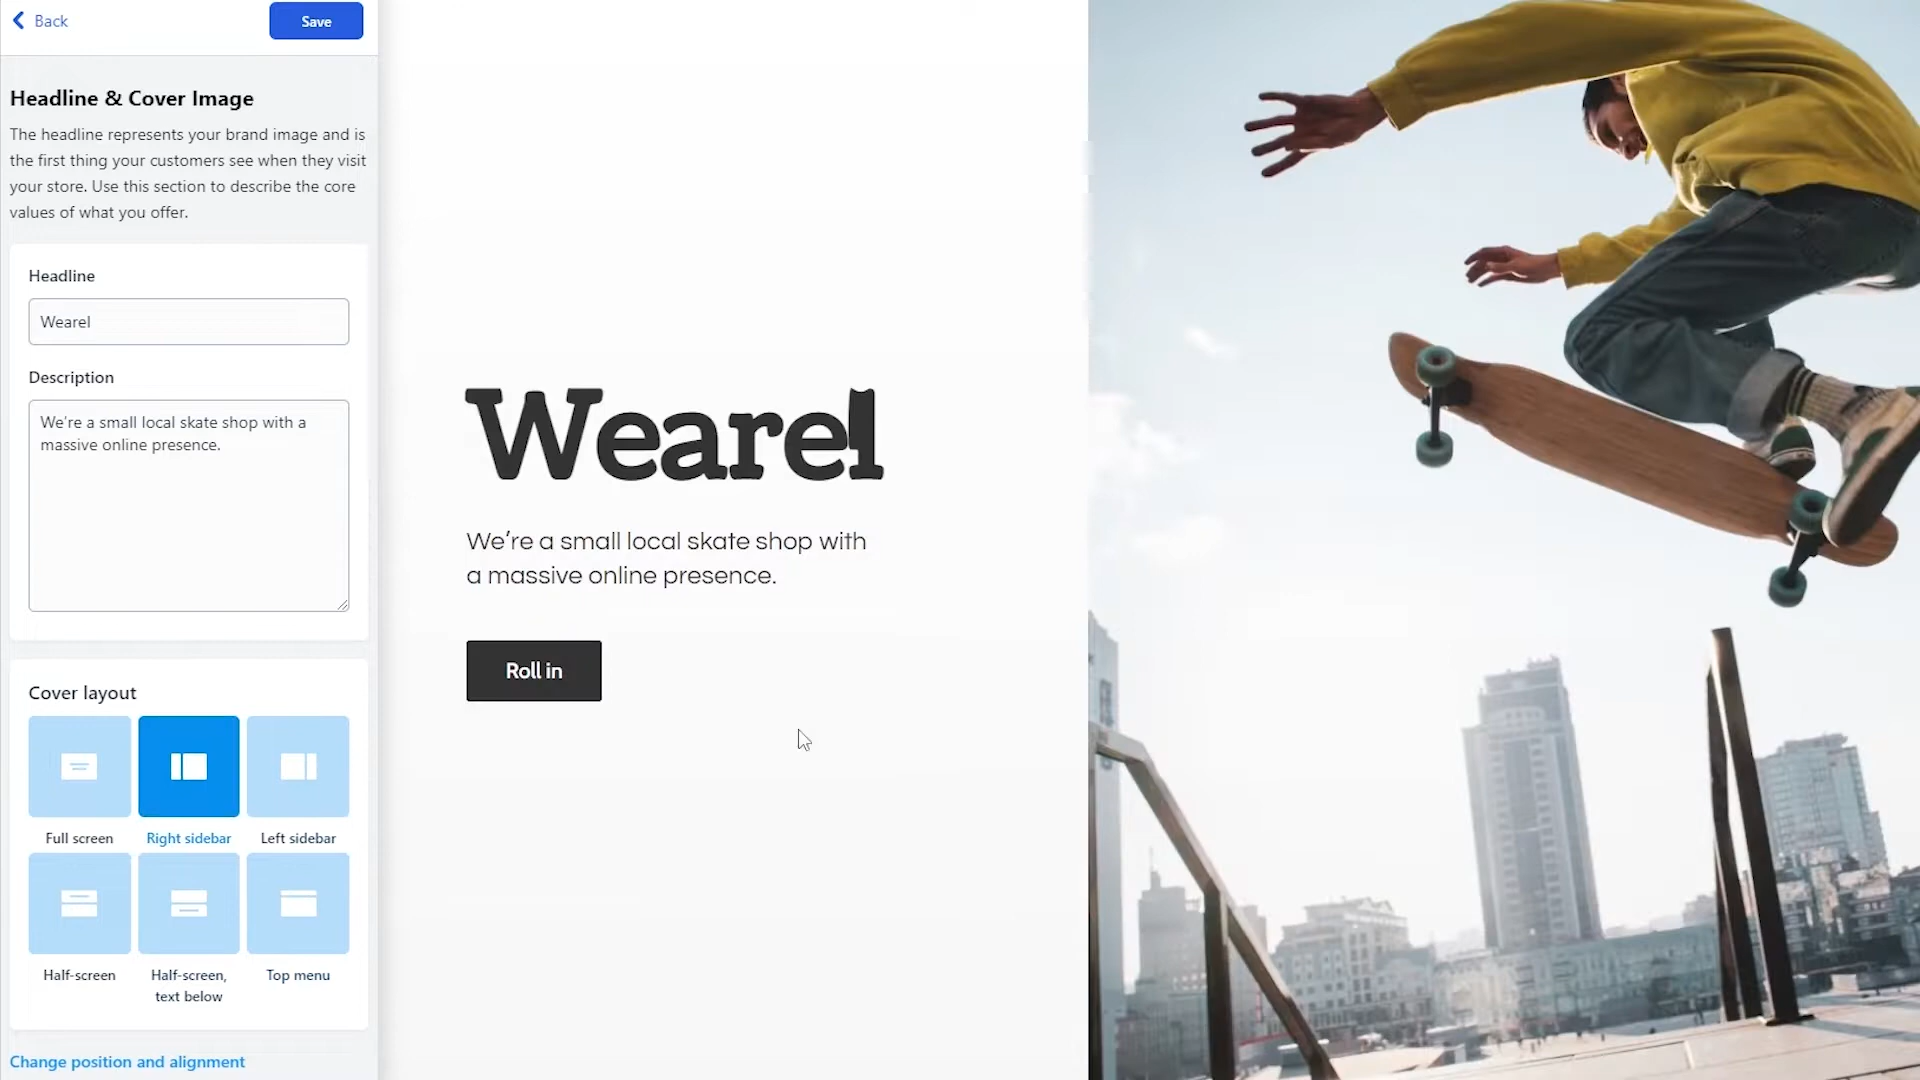 Back
Save
Headline & Cover Image
The headline represents your brand image and is
the first thing your customers see when they visit
your store. Use this section to describe the core
values of what you offer.
Headline
Wearel
Description
We're a small local skate shop with a
massive online presence.
Cover layout
Full screen
Right sidebar
Left sidebar
Half-screen
Half-screen,
text below
Top menu
Change position and alignment
Wearel
We're a small local skate shop with
a massive online presence.
Roll in